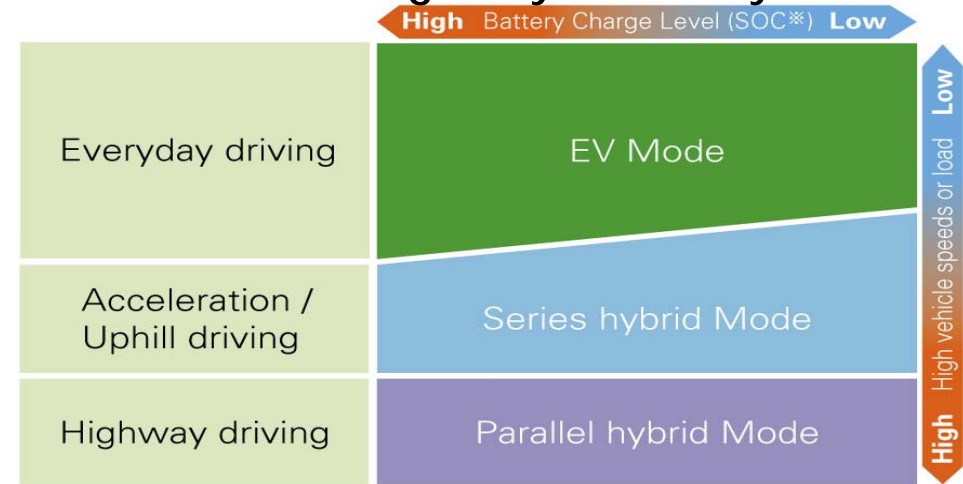 High Battery Charge Level (SOC※) Low
Everyday driving
EV Mode
Acceleration /
Uphill driving
Series hybrid Mode
Highway driving
Parallel hybrid Mode
High High vehicle speeds or load Low